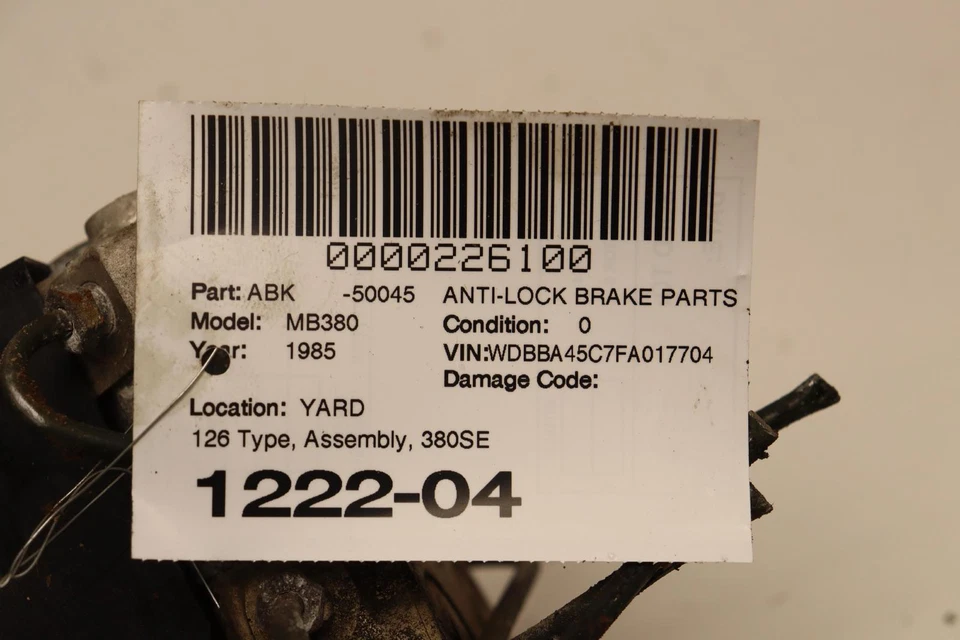 0000226100
Part: ABK -50045 ANTI-LOCK BRAKE PARTS
Model: MB380 Condition: 0
Year: 1985 VIN:WDBBA45C7FA017704
Damage Code:
Location: YARD
126 Type, Assembly, 380SE
1222-04